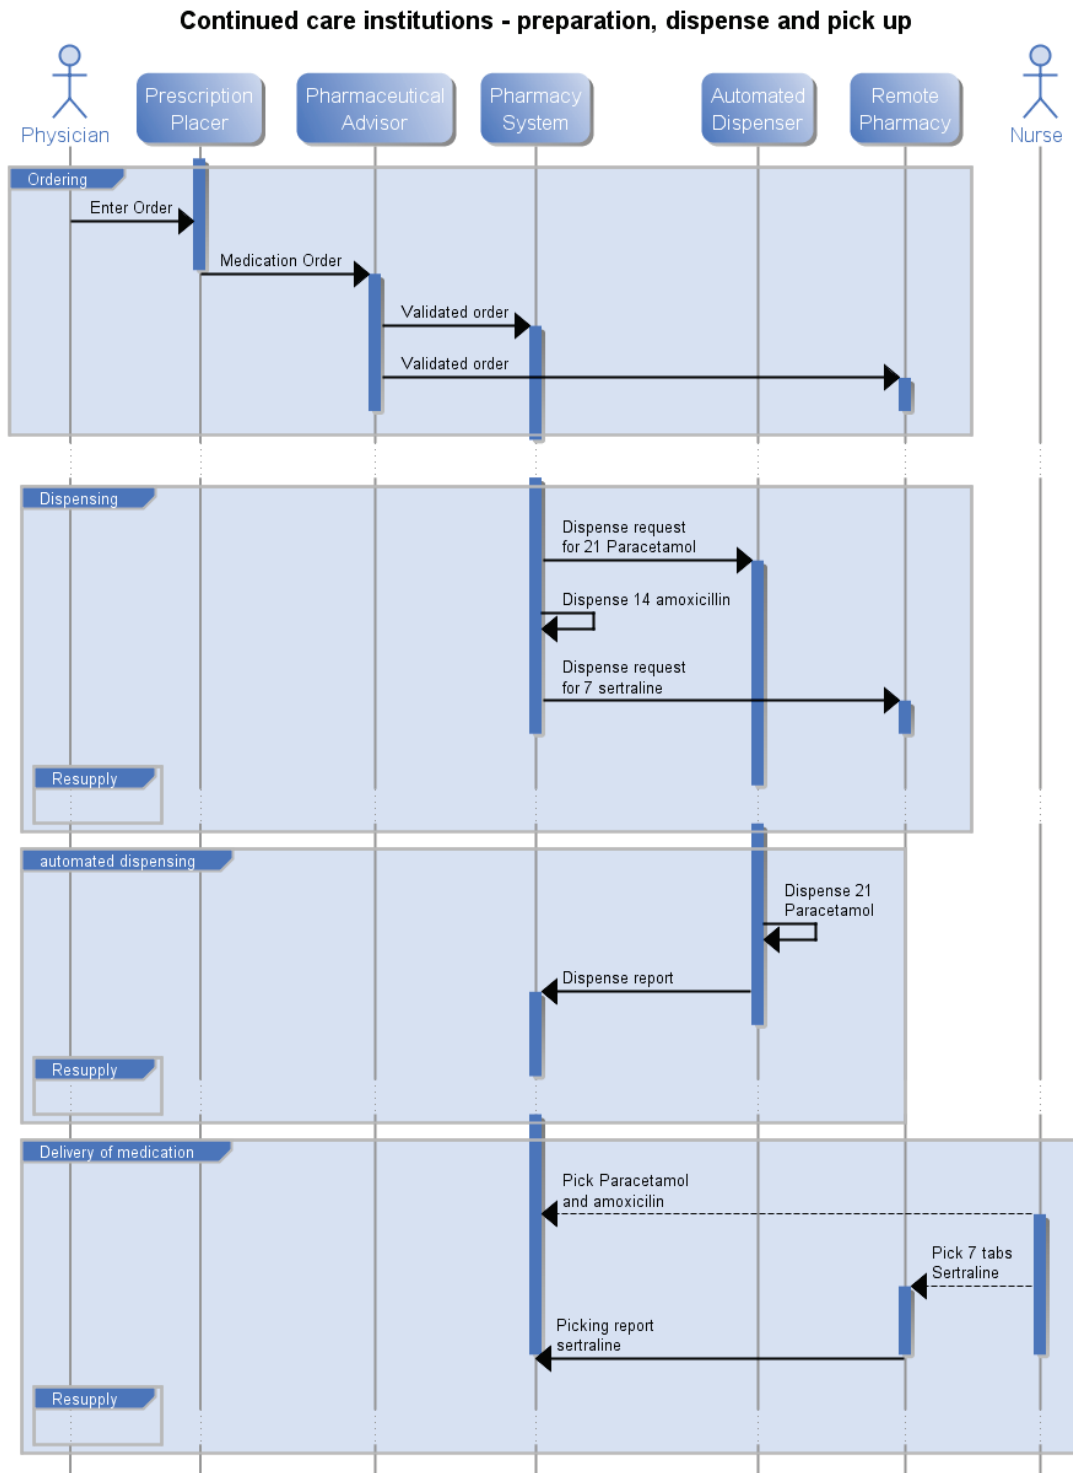 Continued care institutions - preparation, dispense and pick up
Physician
Prescription
Placer
Pharmaceutical
Advisor
Pharmacy
System
Automated
Dispenser
Remote
Pharmacy
Nurse
Ordering
Enter Order
Medication Order
Validated order
Validated order
Dispensing
Dispense request
for 21 Paracetamol
Dispense 14 amoxicillin
Dispense request
for 7 sertraline
Resupply
automated dispensing
Dispense 21
Paracetamol
Dispense report
Resupply
Delivery of medication
Pick Paracetamol
and amoxicilin
Pick 7 tabs
Sertraline
Picking report
sertraline
Resupply